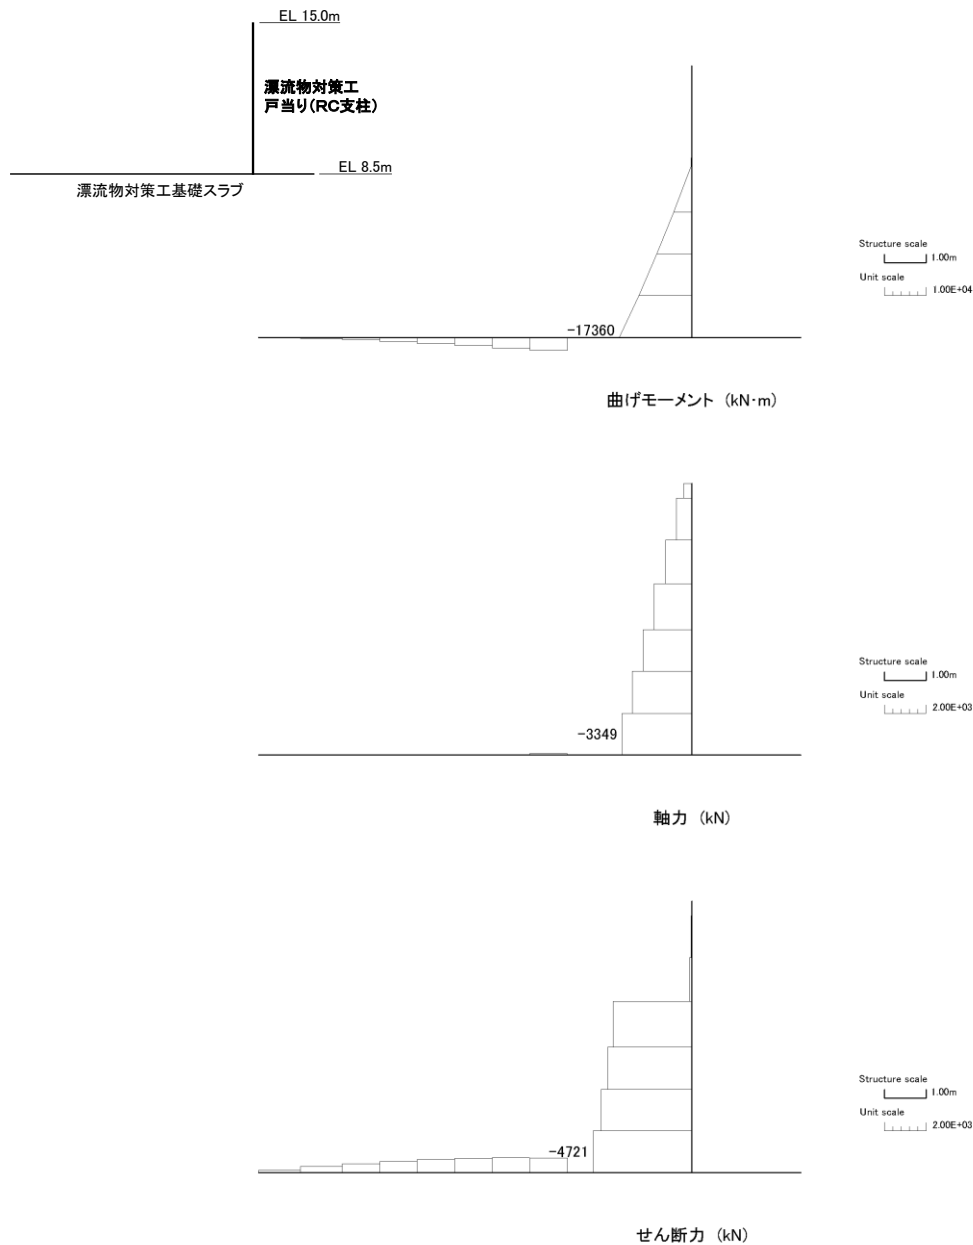 EL 15.0m
漂流物対策工
戸当り(RC支柱)
EL 8.5m
漂流物対策工基礎スラブ
Structure scale
1.00m
Unit scale
1.00E+04
-17360
曲げモーメント (kN·m)
Structure scale
1.00m
Unit scale
2.00E+03
-3349
軸力 (kN)
Structure scale
1.00m
Unit scale
2.00E+03
-4721
せん断力 (kN)